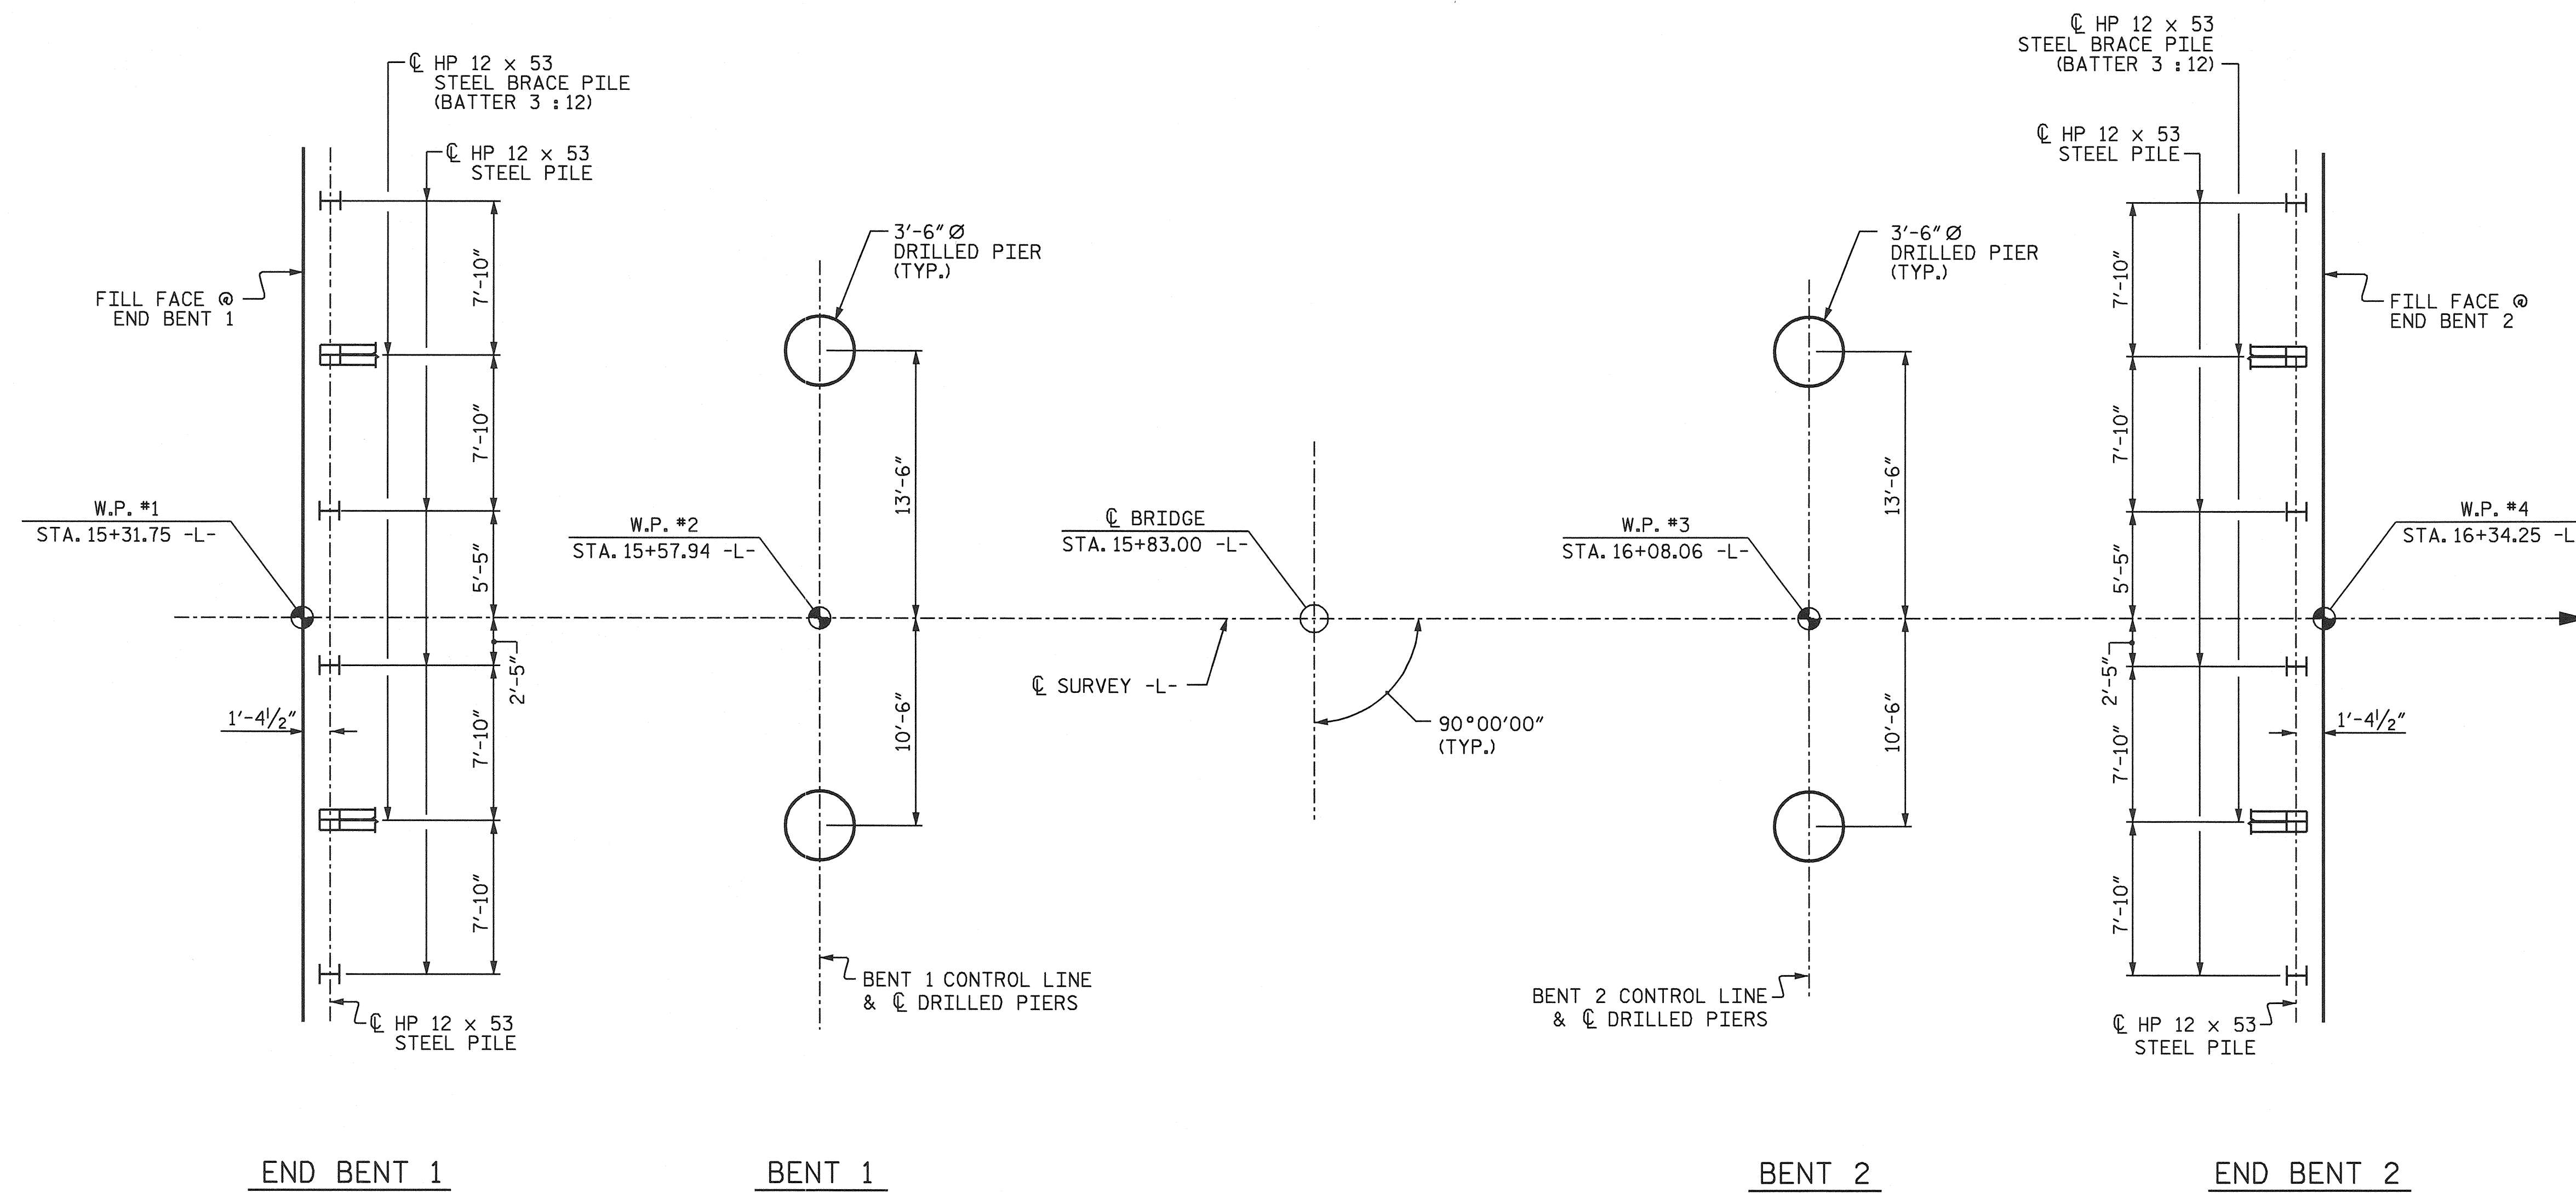 ℄ HP 12 x 53
STEEL BRACE PILE
(BATTER 3 : 12)
℄ HP 12 x 53
STEEL PILE
FILL FACE @
END BENT 1
7'-10"
7'-10"
5'-5"
2'-5"
7'-10"
7'-10"
W.P. #1
STA. 15+31.75 -L-
1'-4 1/2"
℄ HP 12 x 53
STEEL PILE
3'-6" Ø
DRILLED PIER
(TYP.)
13'-6"
10'-6"
W.P. #2
STA. 15+57.94 -L-
BENT 1 CONTROL LINE
& ℄ DRILLED PIERS
℄ BRIDGE
STA. 15+83.00 -L-
℄ SURVEY -L-
90°00'00"
(TYP.)
3'-6" Ø
DRILLED PIER
(TYP.)
13'-6"
10'-6"
W.P. #3
STA. 16+08.06 -L-
BENT 2 CONTROL LINE
& ℄ DRILLED PIERS
℄ HP 12 x 53
STEEL BRACE PILE
(BATTER 3 : 12)
℄ HP 12 x 53
STEEL PILE
7'-10"
7'-10"
5'-5"
2'-5"
7'-10"
7'-10"
FILL FACE @
END BENT 2
W.P. #4
STA. 16+34.25 -L
1'-4 1/2"
℄ HP 12 x 53
STEEL PILE
END BENT 1
BENT 1
BENT 2
END BENT 2